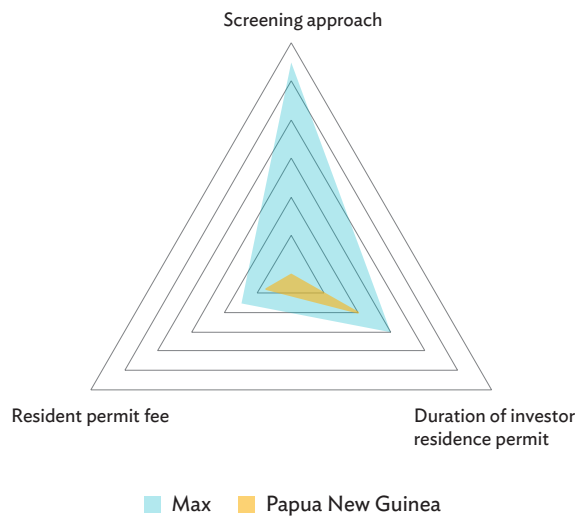 Screening approach
Resident permit fee
Duration of investor
residence permit
Max
Papua New Guinea